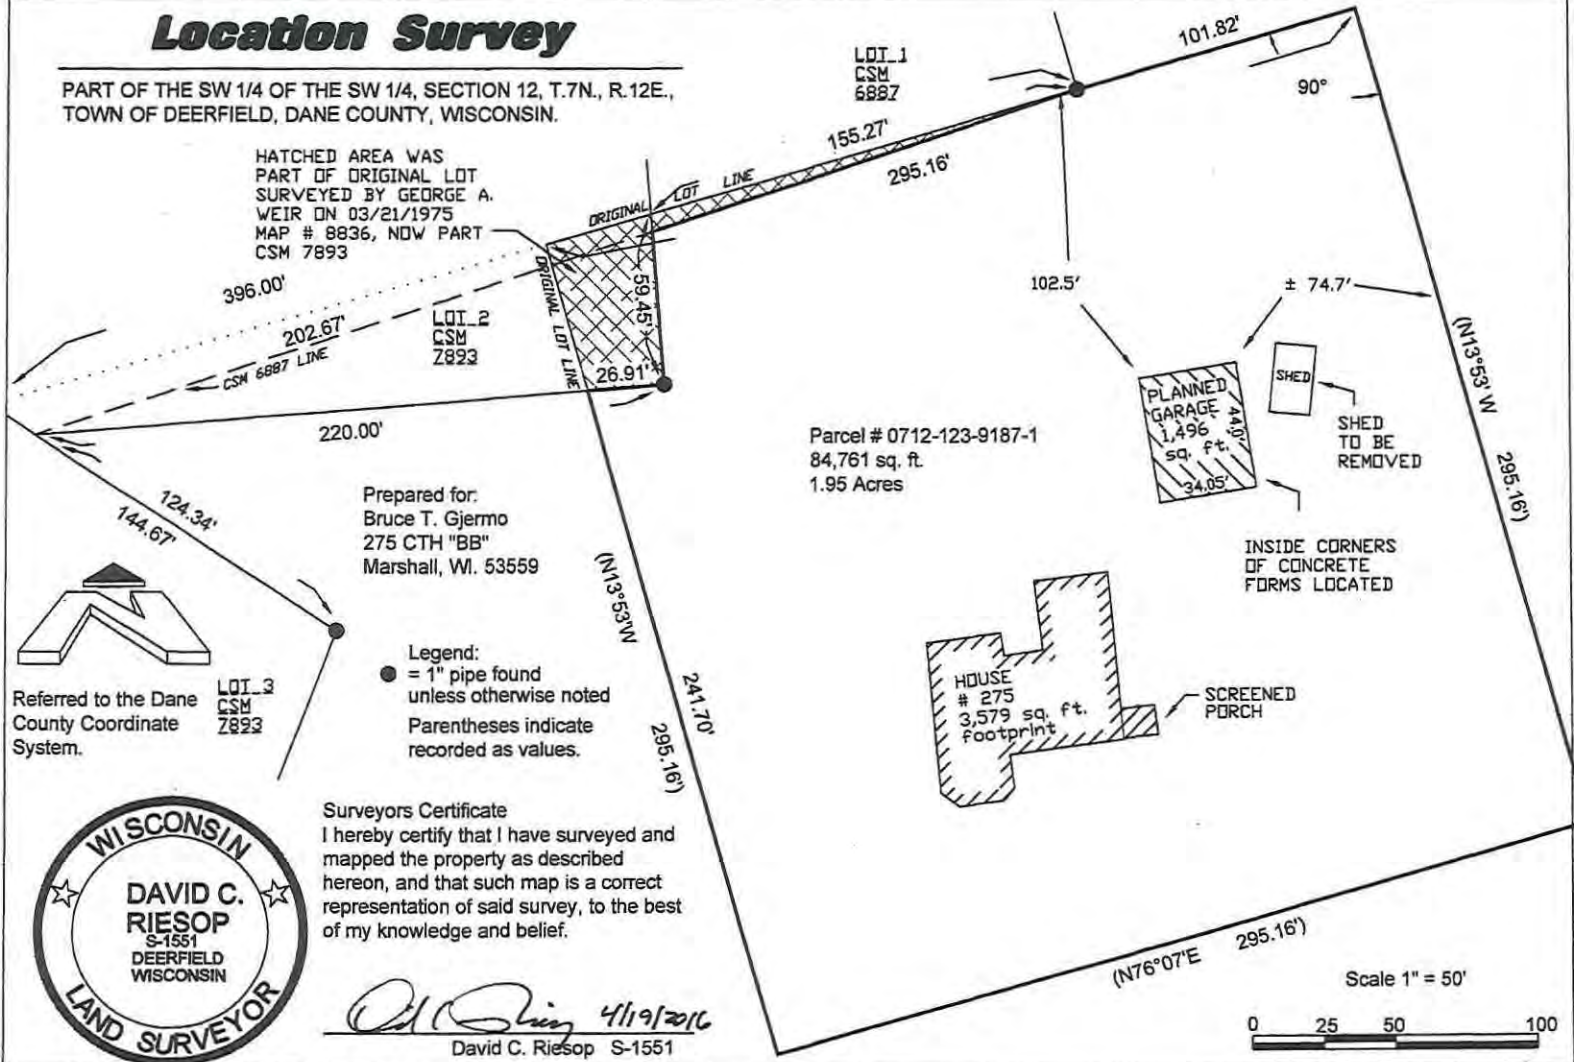 Location Survey
PART OF THE SW 1/4 OF THE SW 1/4, SECTION 12, T.7N., R.12E.,
TOWN OF DEERFIELD, DANE COUNTY, WISCONSIN.
HATCHED AREA WAS
PART OF ORIGINAL LOT
SURVEYED BY GEORGE A.
WEIR ON 03/21/1975
MAP # 8836, NOW PART
CSM 7893
LOT 1
CSM
6887
101.82'
90°
155.27'
295.16'
ORIGINAL LOT LINE
ORIGINAL LOT LINE
59.45'
26.91'
396.00'
202.67'
CSM 6887 LINE
LOT 2
CSM
7893
220.00'
102.5'
± 74.7'
(N13°53' W 295.16')
PLANNED
GARAGE
1,496
sq. ft.
44.0'
34.05'
SHED
SHED
TO BE
REMOVED
Parcel # 0712-123-9187-1
84,761 sq. ft.
1.95 Acres
INSIDE CORNERS
OF CONCRETE
FORMS LOCATED
Prepared for:
Bruce T. Gjermo
275 CTH "BB"
Marshall, WI. 53559
124.34'
144.67'
(N13°53'W 295.16')
241.70'
HOUSE
# 275
3,579 sq. ft.
footprint
SCREENED
PORCH
Legend:
= 1" pipe found
unless otherwise noted
Parentheses indicate
recorded as values.
Referred to the Dane
County Coordinate
System.
LOT 3
CSM
7893
Surveyors Certificate
I hereby certify that I have surveyed and
mapped the property as described
hereon, and that such map is a correct
representation of said survey, to the best
of my knowledge and belief.
WISCONSIN
DAVID C.
RIESOP
S-1551
DEERFIELD
WISCONSIN
LAND SURVEYOR
4/19/2016
David C. Riesop S-1551
(N76°07'E 295.16')
Scale 1" = 50'
0 25 50 100